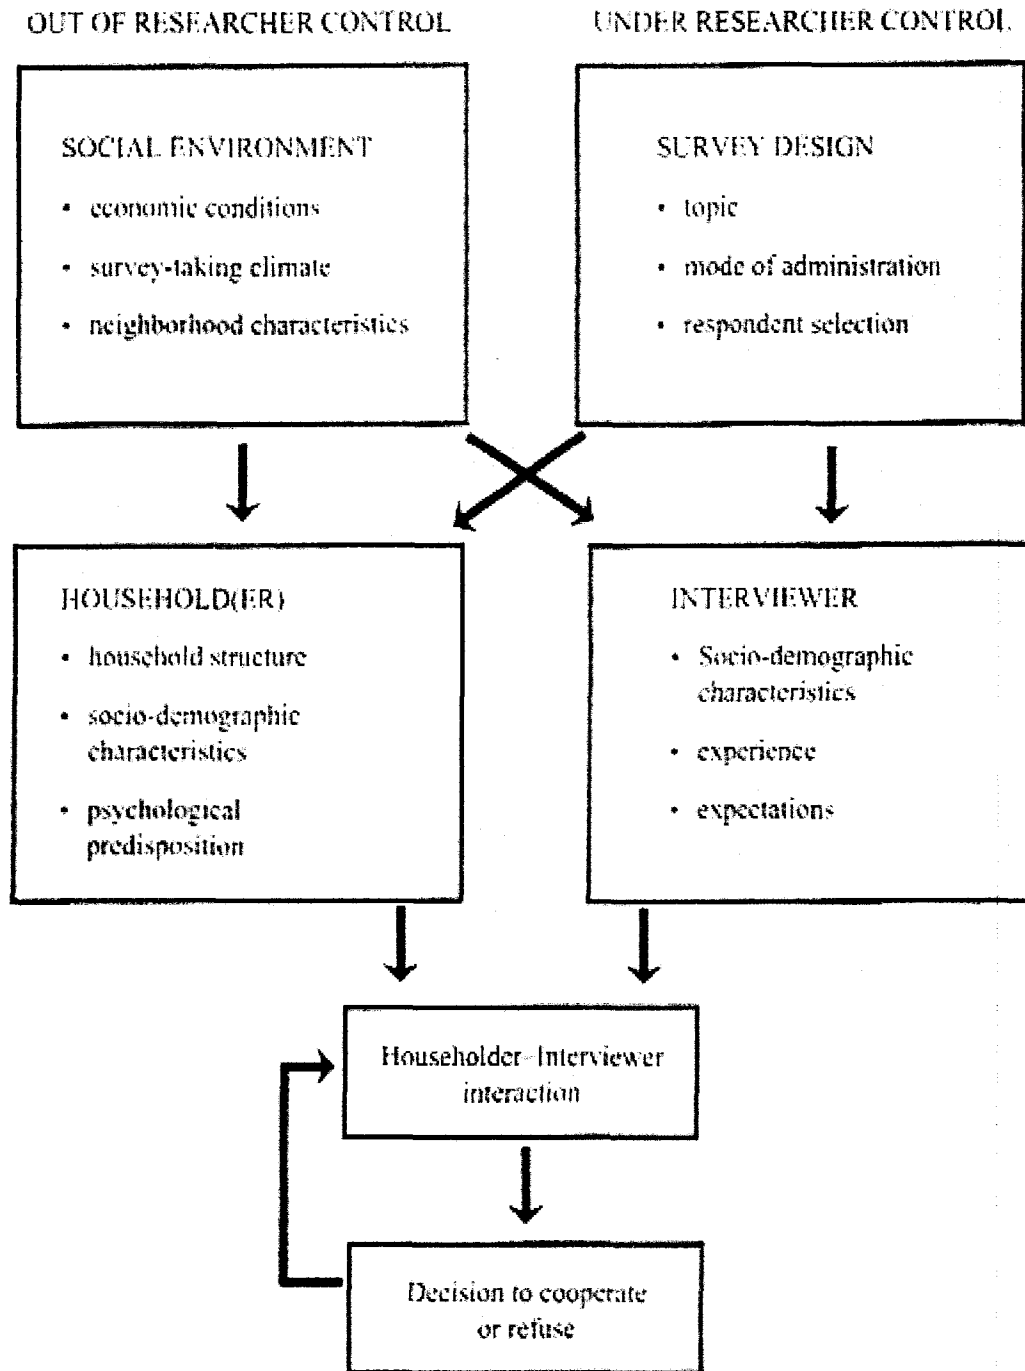 OUT OF RESEARCHER CONTROL
UNDER RESEARCHER CONTROL
SOCIAL ENVIRONMENT
• economic conditions
• survey-taking climate
• neighborhood characteristics
SURVEY DESIGN
• topic
• mode of administration
• respondent selection
HOUSEHOLD(ER)
• household structure
• socio-demographic
characteristics
• psychological
predisposition
INTERVIEWER
• Socio-demographic
characteristics
• experience
• expectations
Householder–Interviewer
interaction
Decision to cooperate
or refuse